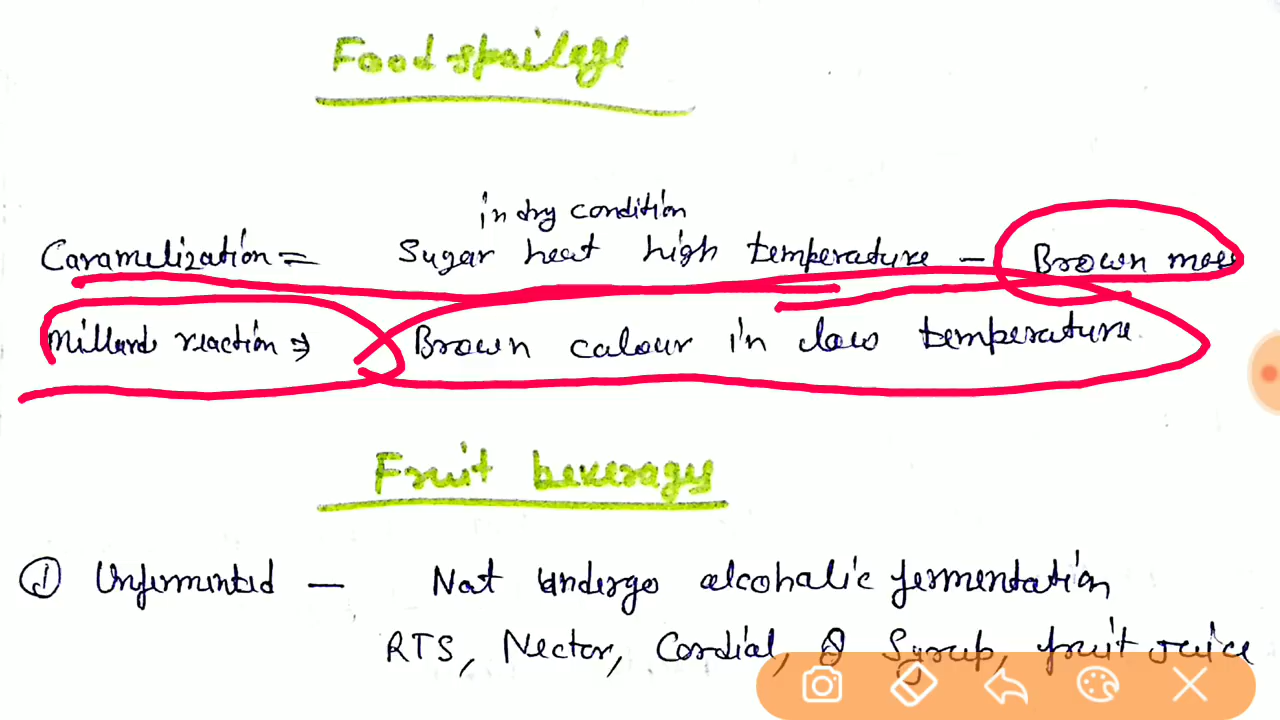 Food spoilage
in dry condition
Caramelization = Sugar heat high temperature - Brown mass
Millard reaction ⇒ Brown calour in low temperature
Fruit beverages
① Unfermented - Not undergo alcoholic fermentation
RTS, Nector, Cordial, Syrup, fruit Juice